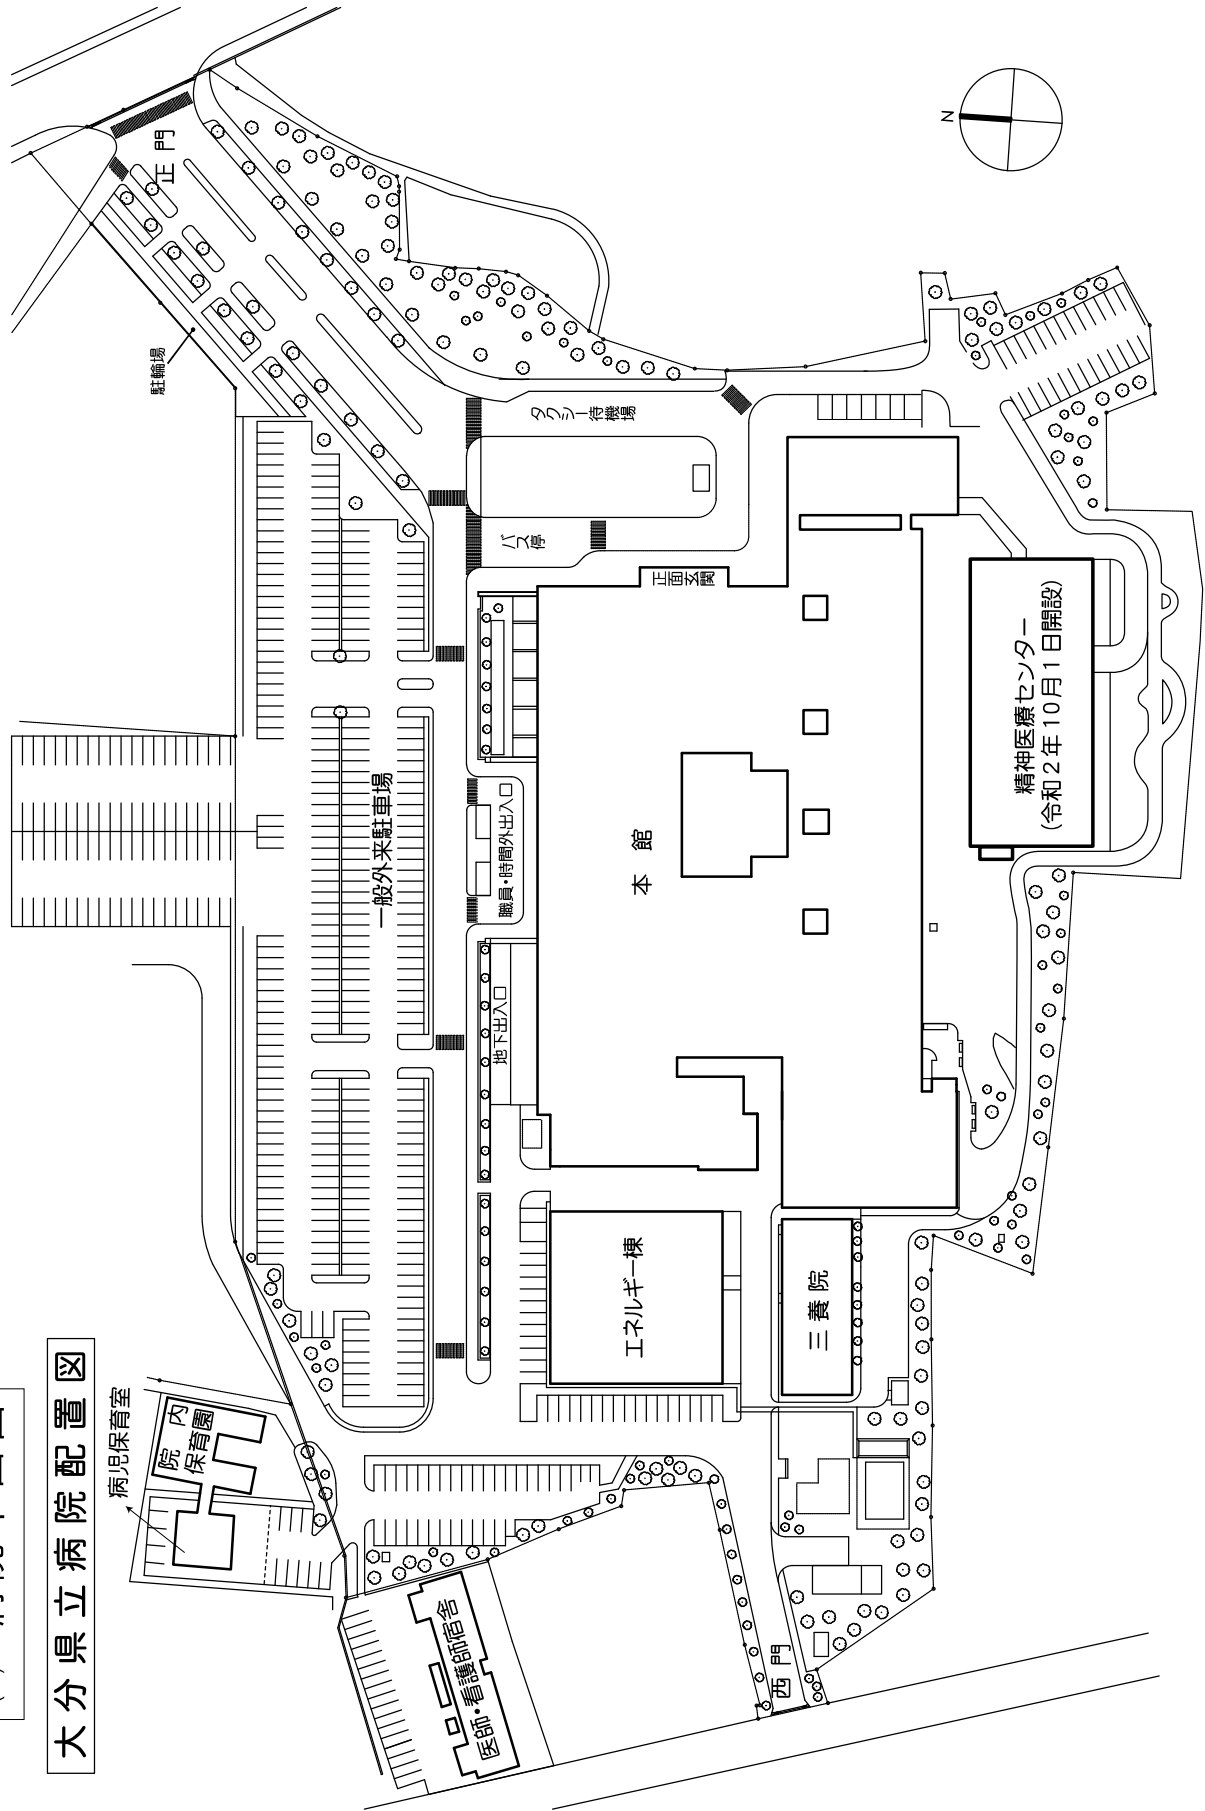 大分県立病院配置図
病児保育室
院内
保育園
医師・看護師宿舎
西門
エネルギー棟
三養院
一般外来駐車場
地下出入口
職員・時間外出入口
本館
精神医療センター
(令和2年10月1日開設)
正面玄関
バス停
タクシー待機場
駐輪場
正門
N